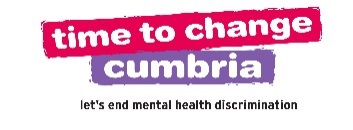 time to change
cumbria
let's end mental health discrimination